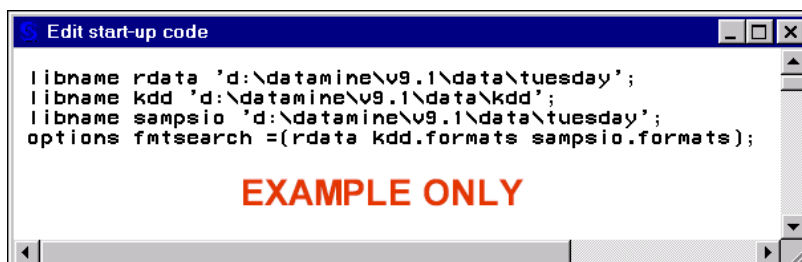 Edit start-up code
libname rdata 'd:\datamine\v9.1\data\tuesday';
libname kdd 'd:\datamine\v9.1\data\kdd';
libname sampsio 'd:\datamine\v9.1\data\tuesday';
options fmtsearch =(rdata kdd.formats sampsio.formats);
EXAMPLE ONLY